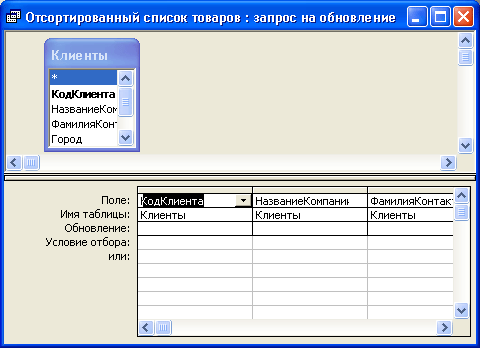 Отсортированный список товаров : запрос на обновление
Клиенты
*
КодКлиента
НазваниеКом
ФамилияКонт
Город
Поле: КодКлиента НазваниеКомпании ФамилияКонтакт
Имя таблицы: Клиенты Клиенты Клиенты
Обновление:
Условие отбора:
или: